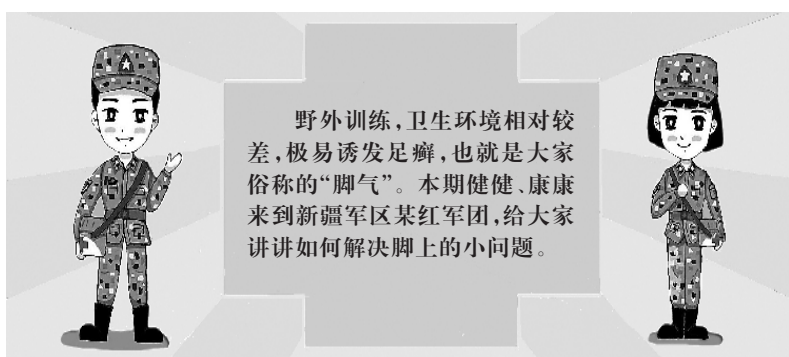 野外训练，卫生环境相对较
差，极易诱发足癣，也就是大家
俗称的“脚气”。本期健健、康康
来到新疆军区某红军团，给大家
讲讲如何解决脚上的小问题。